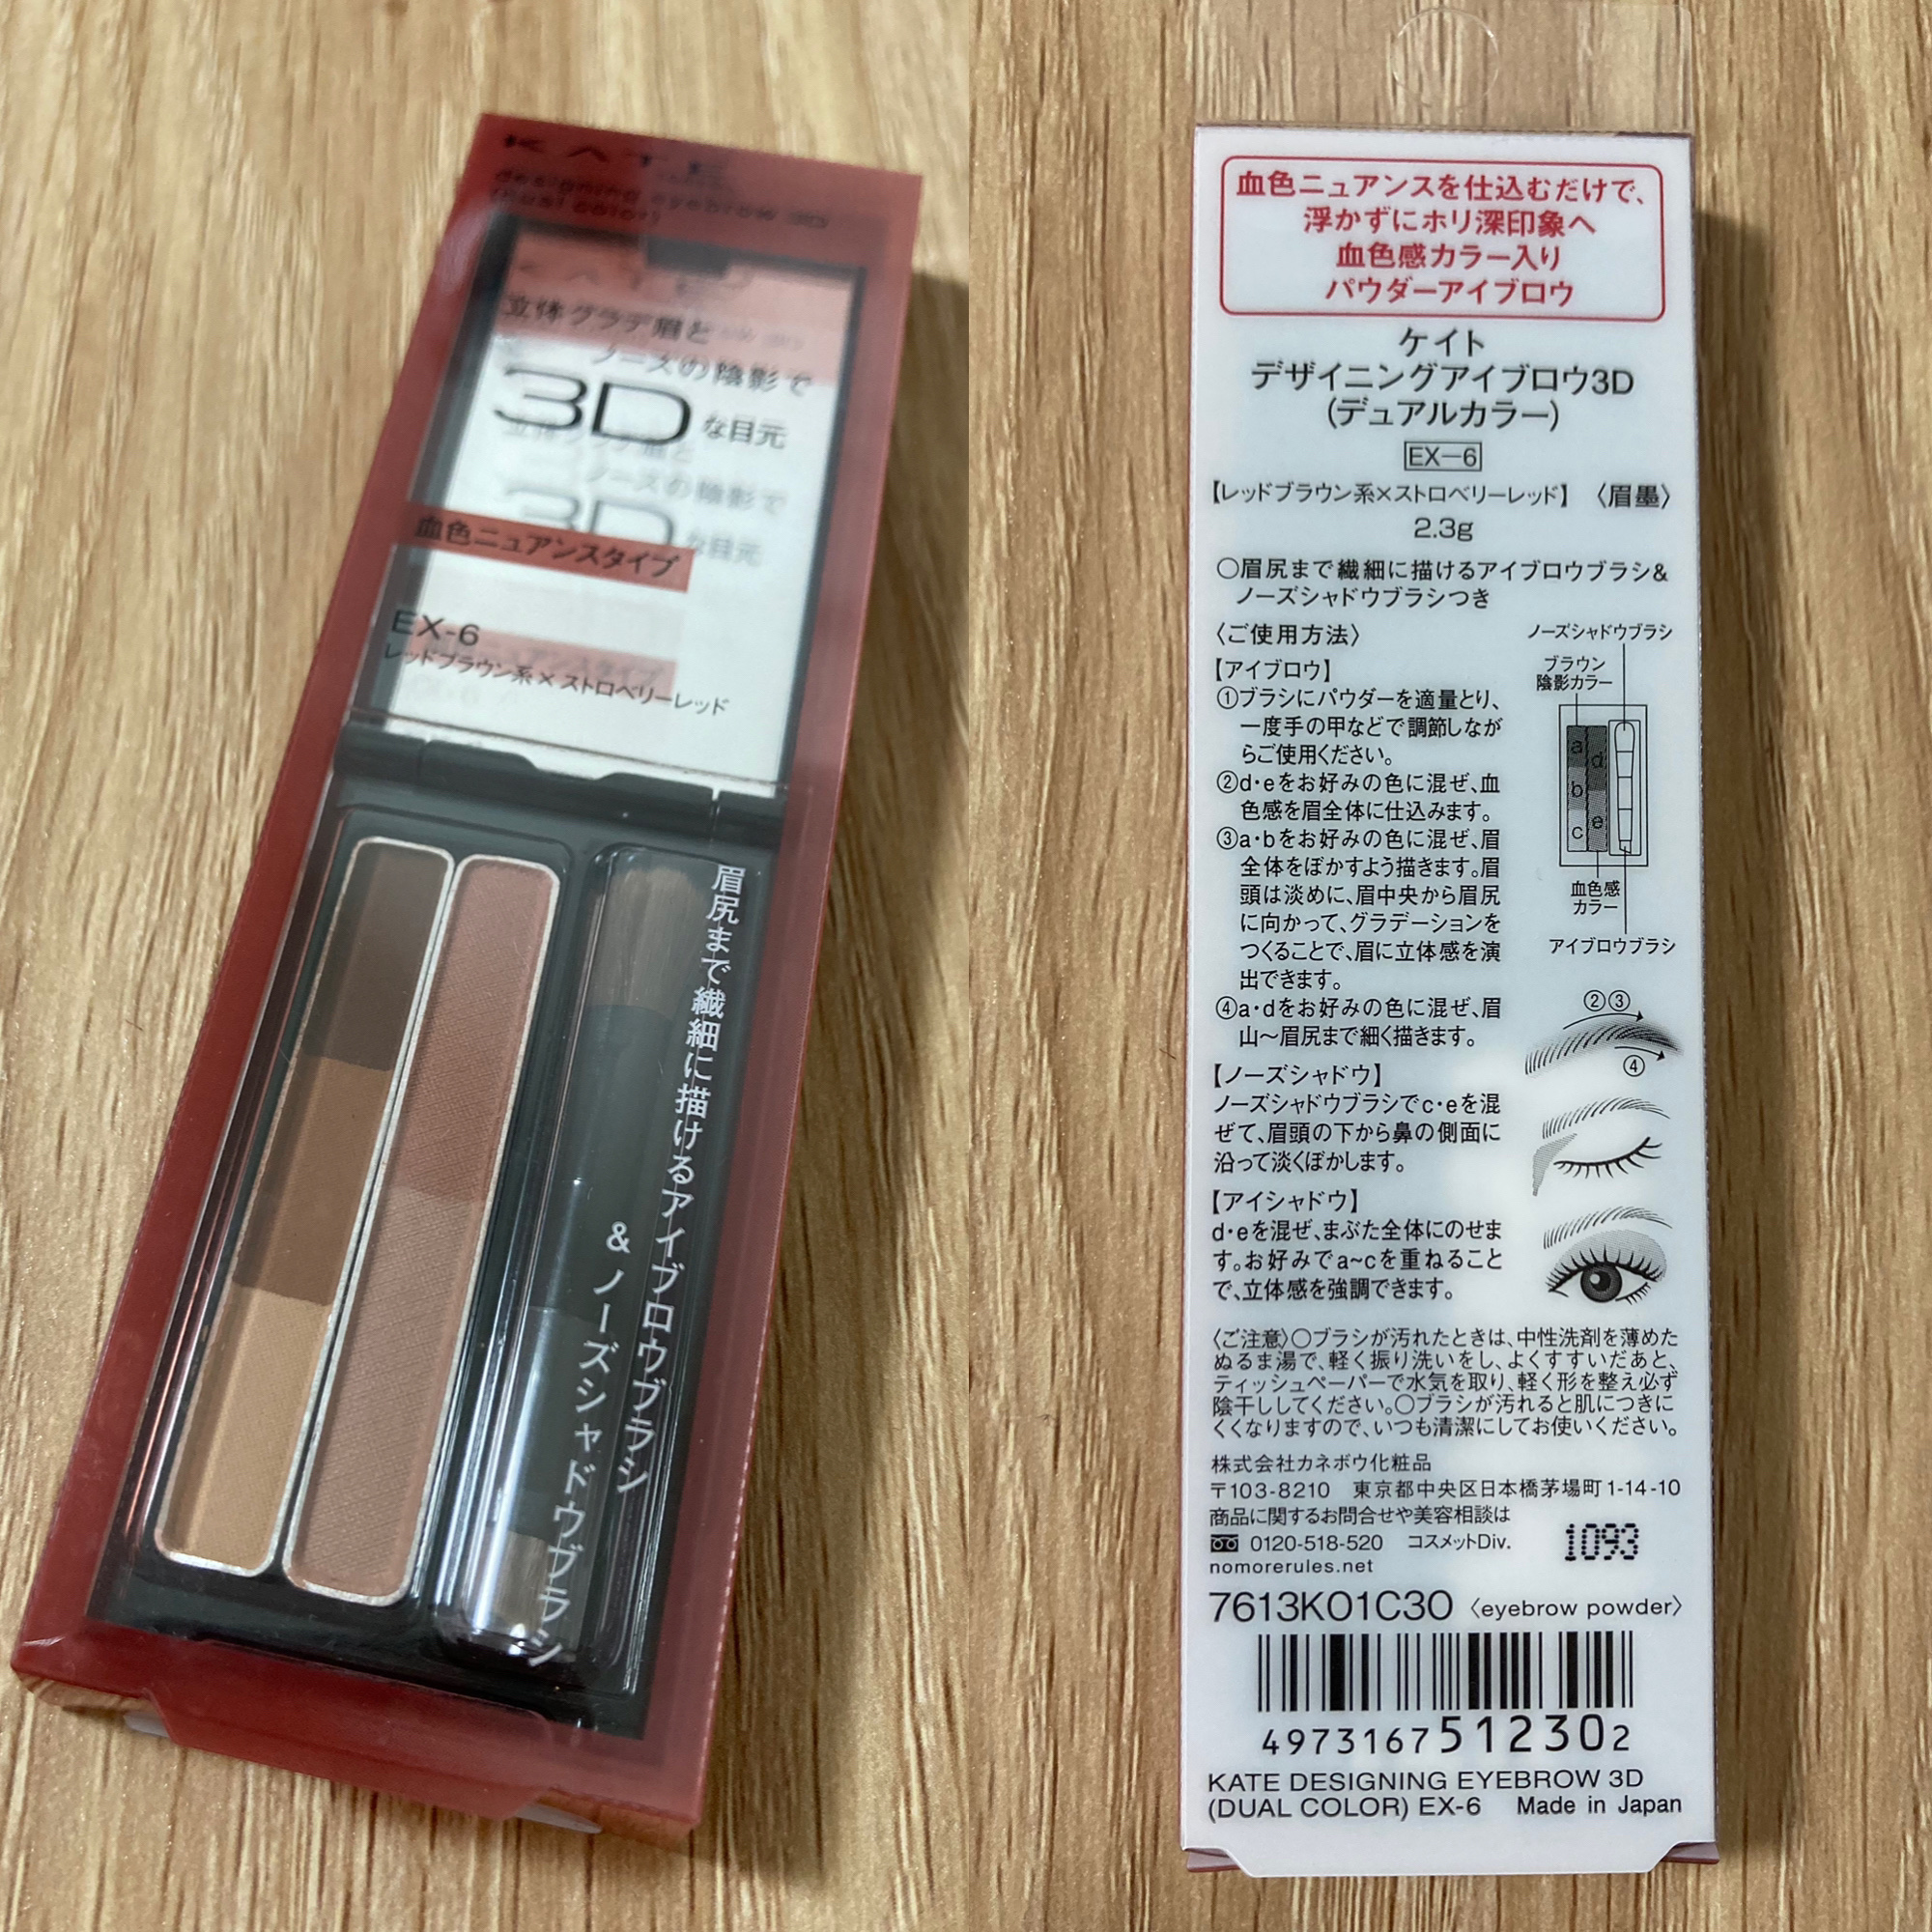 KATE
designing eyebrow 3D
(dual color)
立体グラデ眉と
ノーズの陰影で
3Dな目元
血色ニュアンスタイプ
EX-6
レッドブラウン系×ストロベリーレッド
眉尻まで繊細に描けるアイブロウブラシ
&ノーズシャドウブラシ
血色ニュアンスを仕込むだけで、
浮かずにホリ深印象へ
血色感カラー入り
パウダーアイブロウ
ケイト
デザイニングアイブロウ3D
(デュアルカラー)
EX−6
【レッドブラウン系×ストロベリーレッド】〈眉墨〉
2.3g
○眉尻まで繊細に描けるアイブロウブラシ&
ノーズシャドウブラシつき
〈ご使用方法〉
【アイブロウ】
①ブラシにパウダーを適量とり、
一度手の甲などで調節しなが
らご使用ください。
②d・eをお好みの色に混ぜ、血
色感を眉全体に仕込みます。
③a・bをお好みの色に混ぜ、眉
全体をぼかすよう描きます。眉
頭は淡めに、眉中央から眉尻
に向かって、グラデーションを
つくることで、眉に立体感を演
出できます。
④a・dをお好みの色に混ぜ、眉
山〜眉尻まで細く描きます。
ノーズシャドウブラシ
ブラウン
陰影カラー
a
d
b
e
c
血色感
カラー
アイブロウブラシ
②③
④
【ノーズシャドウ】
ノーズシャドウブラシでc・eを混
ぜて、眉頭の下から鼻の側面に
沿って淡くぼかします。
【アイシャドウ】
d・eを混ぜ、まぶた全体にのせま
す。お好みでa~cを重ねること
で、立体感を強調できます。
〈ご注意〉○ブラシが汚れたときは、中性洗剤を薄めた
ぬるま湯で、軽く振り洗いをし、よくすすいだあと、
ティッシュペーパーで水気を取り、軽く形を整え必ず
陰干ししてください。○ブラシが汚れると肌につきに
くくなりますので、いつも清潔にしてお使いください。
株式会社カネボウ化粧品
〒103-8210 東京都中央区日本橋茅場町1-14-10
商品に関するお問合せや美容相談は
0120-518-520 コスメットDiv.
nomorerules.net
1093
7613K01C30 〈eyebrow powder〉
4973167512302
KATE DESIGNING EYEBROW 3D
(DUAL COLOR) EX-6 Made in Japan